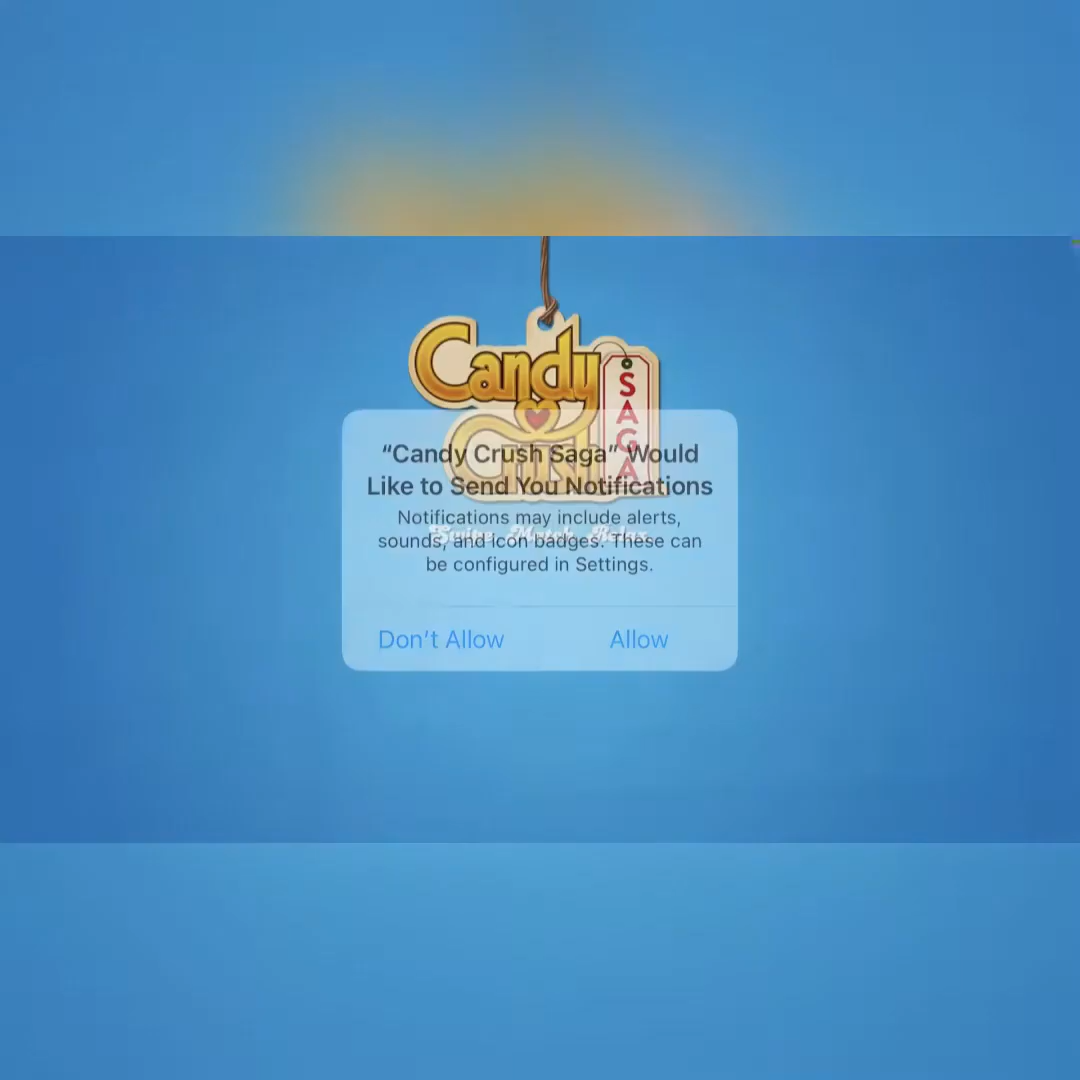 Candy
Crush
SAGA
“Candy Crush Saga” Would
Like to Send You Notifications
Notifications may include alerts,
sounds, and icon badges. These can
be configured in Settings.
Don’t Allow
Allow